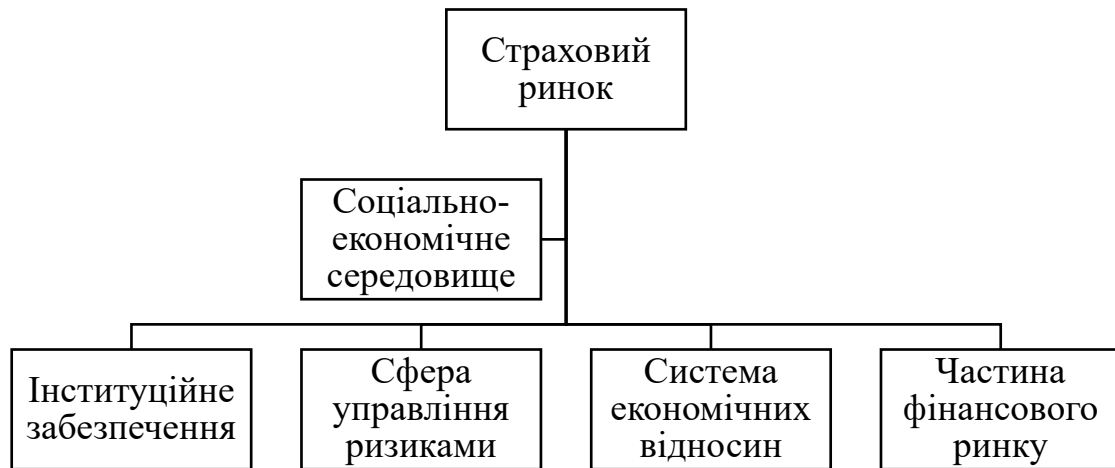 Страховий
ринок
Соціально-
економічне
середовище
Інституційне
забезпечення
Сфера
управління
ризиками
Система
економічних
відносин
Частина
фінансового
ринку